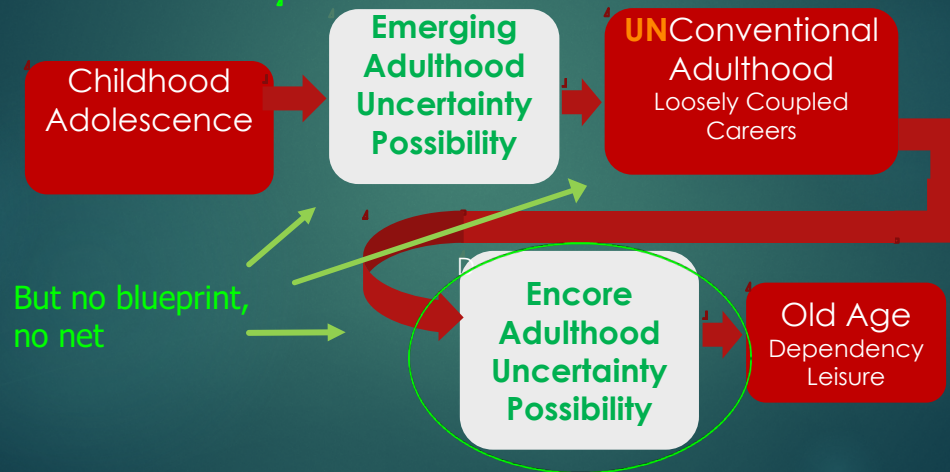 Childhood
Adolescence
Emerging
Adulthood
Uncertainty
Possibility
UNConventional
Adulthood
Loosely Coupled
Careers
But no blueprint,
no net
Encore
Adulthood
Uncertainty
Possibility
Old Age
Dependency
Leisure